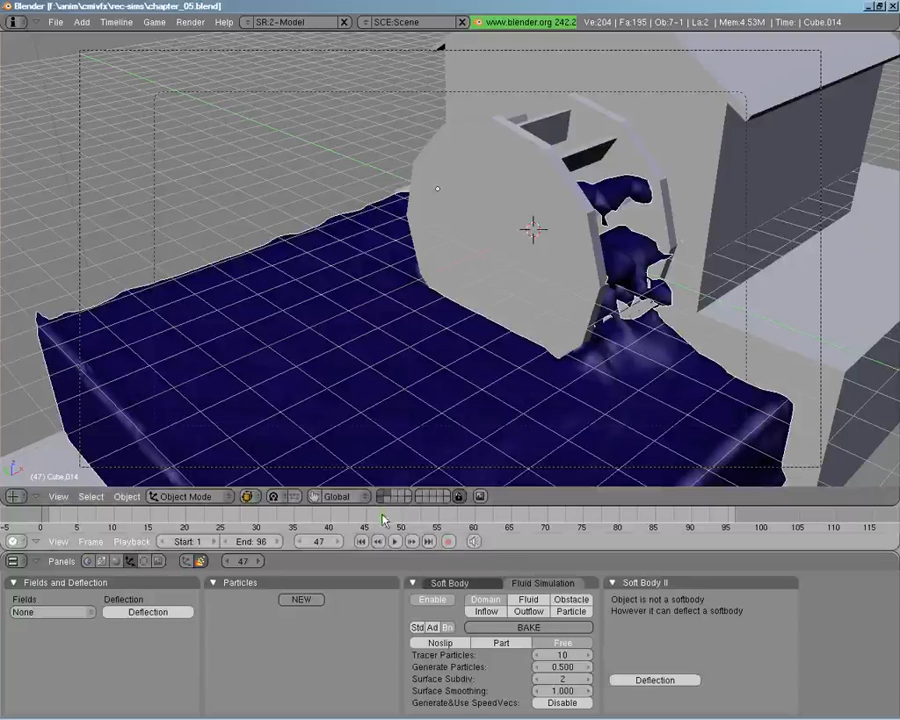 Blender [f:\anim\cmivfx\rec-sims\chapter_05.blend]
Add Timeline Game Render Help SR:2-Model SCE:Scene www.blender.org 242.2 Ve:204 | Fa:195 | Ob:7-1 | La:2 | Mem:4.53M | Time: | Cube.014
(47) Cube.014
View Select Object Object Mode Global
-5 0 5 10 15 20 25 30 35 40 45 50 55 60 65 70 75 80 85 90 95 100 105 110 115
View Frame Playback Start: 1 End: 96 47
Panels 47
Fields and Deflection Particles Soft Body Fluid Simulation Soft Body II
Fields Deflection NEW Enable Domain Fluid Obstacle Object is not a softbody
None Deflection Inflow Outflow Particle However it can deflect a softbody
Std Ad Bn BAKE
Noslip Part Free
Tracer Particles: 10
Generate Particles: 0.500
Surface Subdiv: 2 Deflection
Surface Smoothing: 1.000
Generate&Use SpeedVecs: Disable